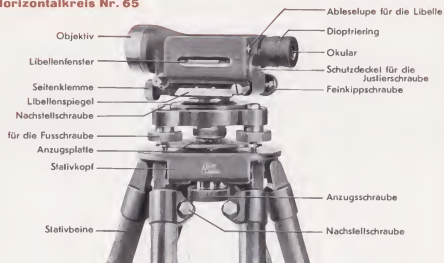 Horizontalkreis Nr. 65
Objektiv
Libellenfenster
Seitenklemme
Libellenspiegel
Nachstellschraube
für die Fusschraube
Anzugsplatte
Stativkopf
Stativbeine
Ableselupe für die Libelle
Dioptriering
Okular
Schutzdeckel für die
Justierschraube
Feinkippschraube
Anzugsschraube
Nachstellschraube